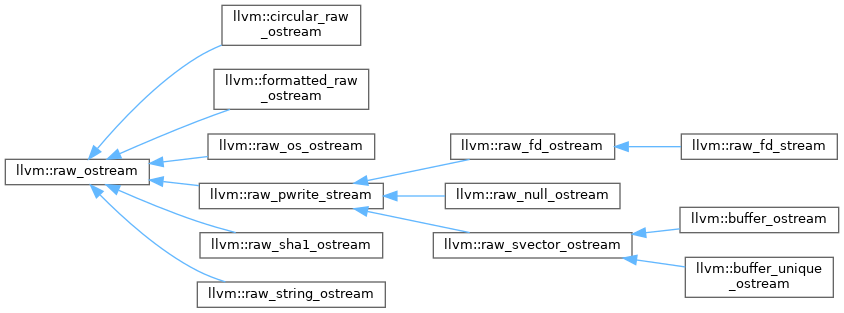 llvm::circular_raw
_ostream
llvm::formatted_raw
_ostream
llvm::raw_os_ostream
llvm::raw_fd_ostream
llvm::raw_fd_stream
llvm::raw_ostream
llvm::raw_pwrite_stream
llvm::raw_null_ostream
llvm::buffer_ostream
llvm::raw_sha1_ostream
llvm::raw_svector_ostream
llvm::buffer_unique
_ostream
llvm::raw_string_ostream